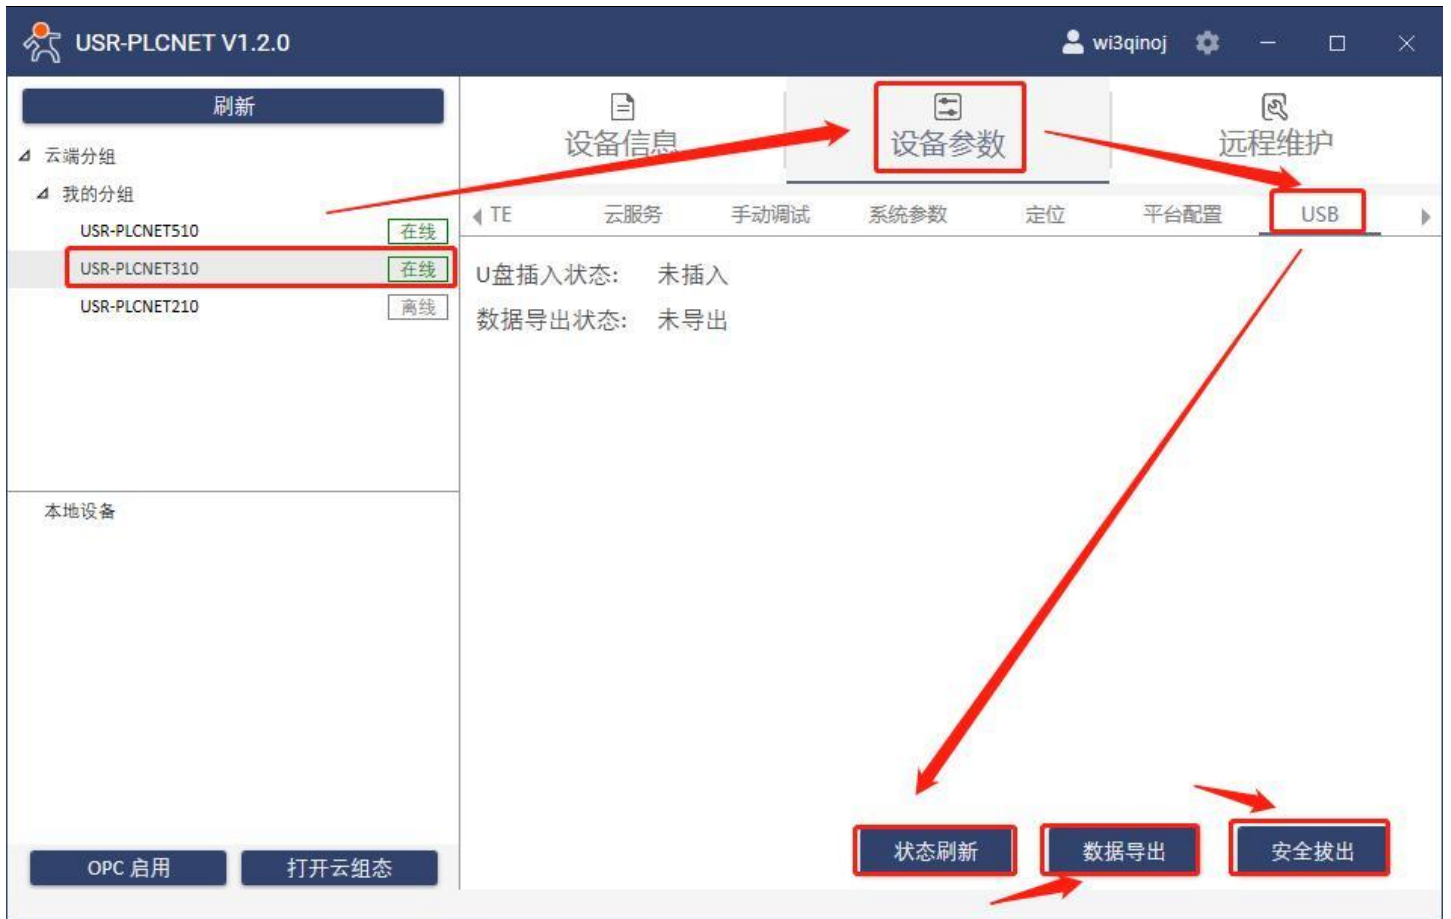 USR-PLCNET V1.2.0
wi3qinoj
刷新
云端分组
我的分组
USR-PLCNET510 在线
USR-PLCNET310 在线
USR-PLCNET210 离线
本地设备
OPC 启用 打开云组态
设备信息 设备参数 远程维护
TE 云服务 手动调试 系统参数 定位 平台配置 USB
U盘插入状态: 未插入
数据导出状态: 未导出
状态刷新 数据导出 安全拔出